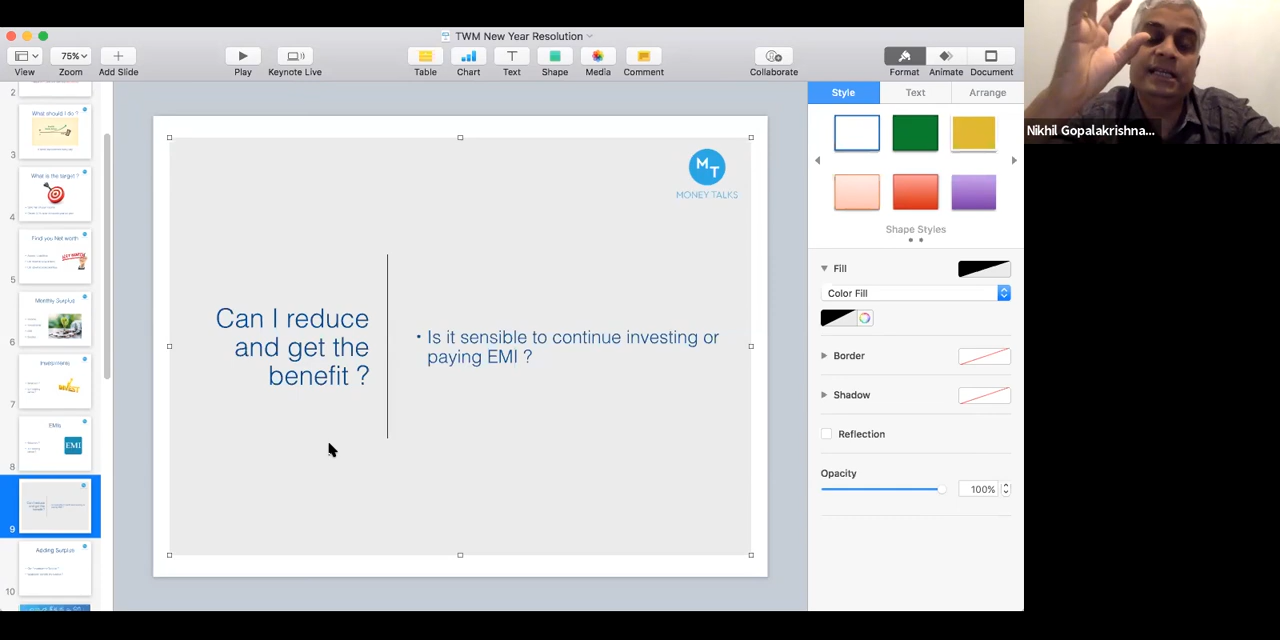 TWM New Year Resolution
75%
View
Zoom
Add Slide
Play
Keynote Live
Table
Chart
Text
Shape
Media
Comment
Collaborate
Format
Animate
Document
2
What should I do ?
3
What is the target ?
4
Find you Net worth
5
Monthly Surplus
6
Investments
7
EMIs
EMI
8
9
Adding Surplus
10
MT
MONEY TALKS
Can I reduce
and get the
benefit ?
• Is it sensible to continue investing or
paying EMI ?
Style
Text
Arrange
Shape Styles
Fill
Color Fill
Border
Shadow
Reflection
Opacity
100%
Nikhil Gopalakrishna...